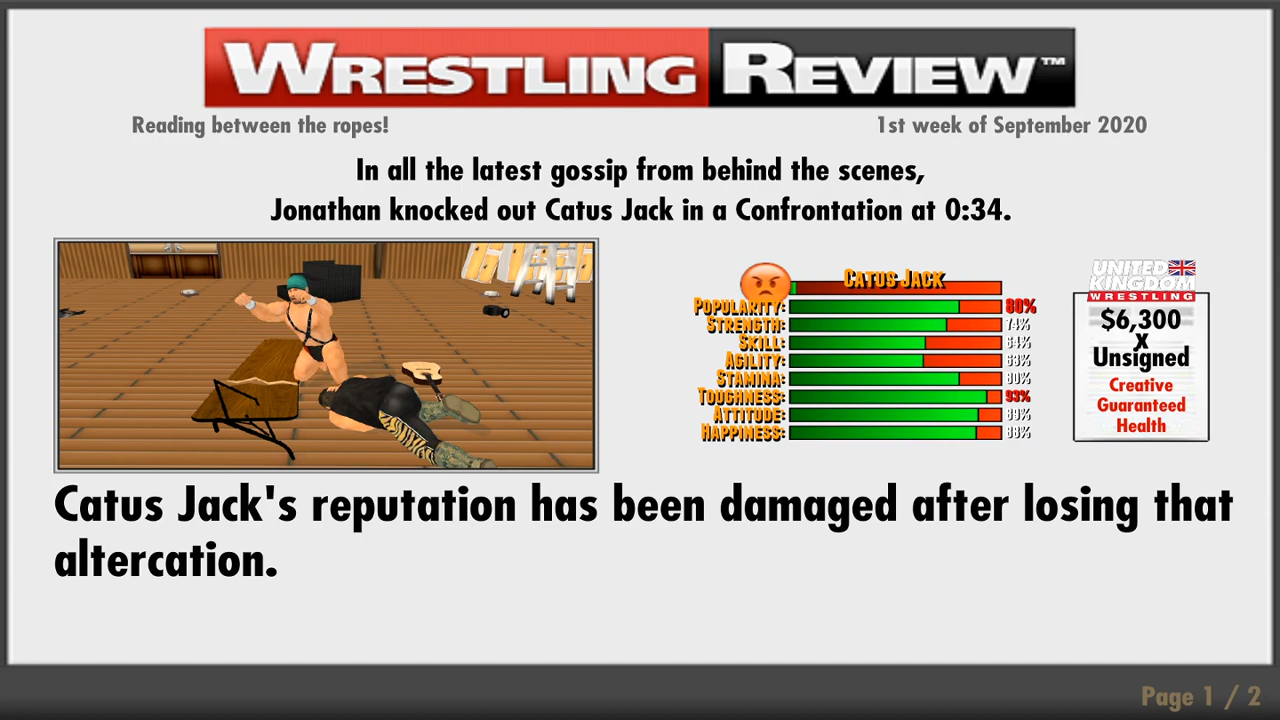 WRESTLING REVIEW™
Reading between the ropes!
1st week of September 2020
In all the latest gossip from behind the scenes,
Jonathan knocked out Catus Jack in a Confrontation at 0:34.
CATUS JACK
POPULARITY: 80%
STRENGTH: 74%
SKILL: 64%
AGILITY: 63%
STAMINA: 80%
TOUGHNESS: 93%
ATTITUDE: 89%
HAPPINESS: 88%
UNITED
KINGDOM
WRESTLING
$6,300
X
Unsigned
Creative
Guaranteed
Health
Catus Jack's reputation has been damaged after losing that
altercation.
Page 1 / 2